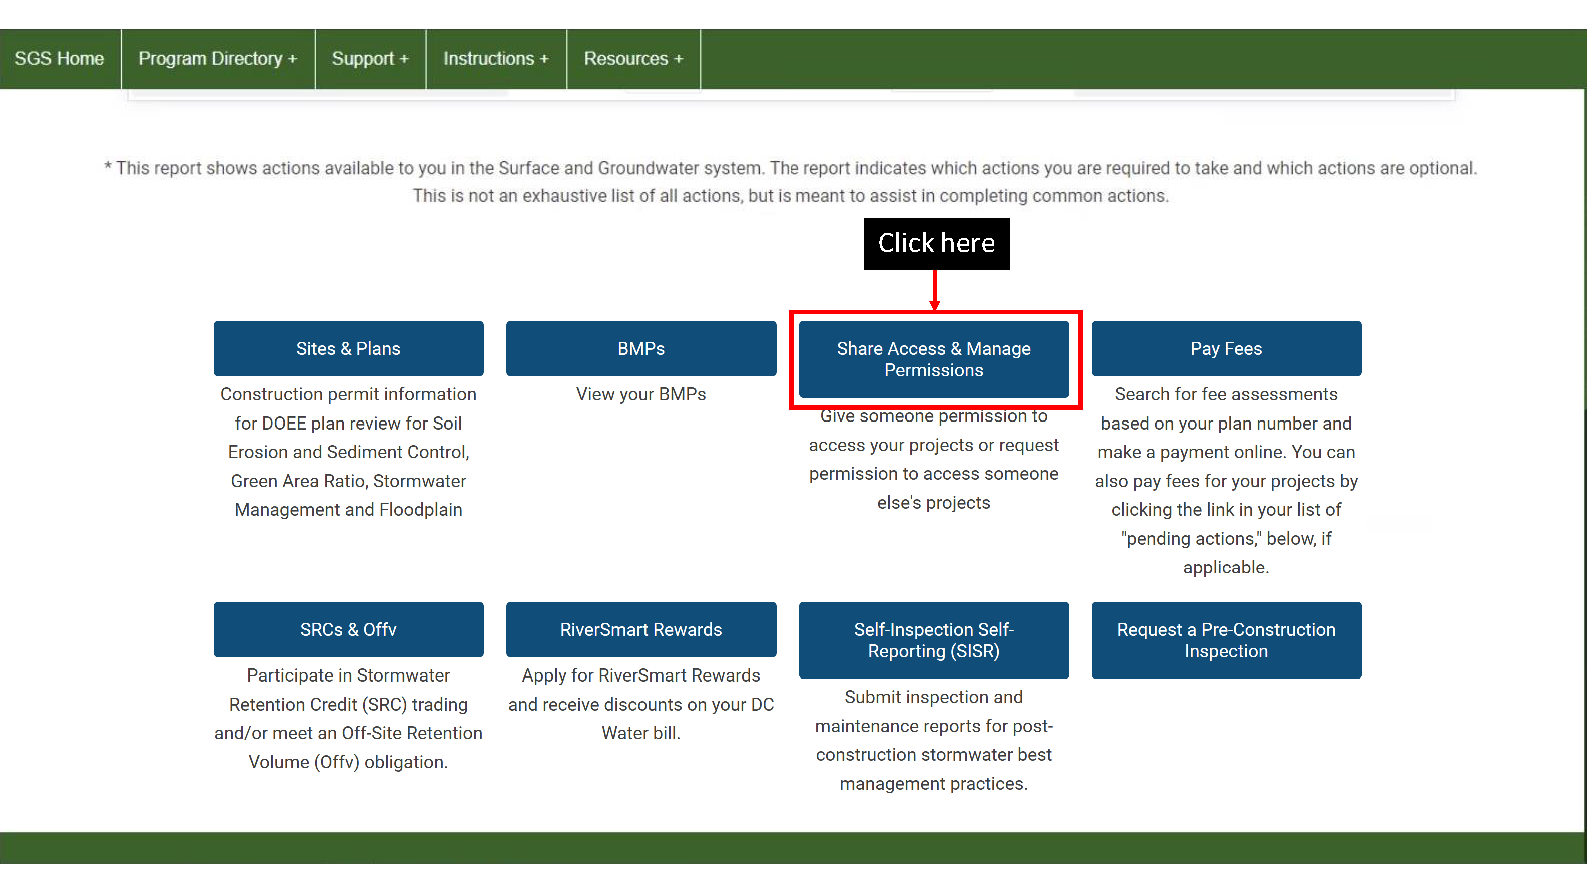 SGS Home
Program Directory +
Support +
Instructions +
Resources +
* This report shows actions available to you in the Surface and Groundwater system. The report indicates which actions you are required to take and which actions are optional.
This is not an exhaustive list of all actions, but is meant to assist in completing common actions.
Click here
Sites & Plans
Construction permit information
for DOEE plan review for Soil
Erosion and Sediment Control,
Green Area Ratio, Stormwater
Management and Floodplain
BMPs
View your BMPs
Share Access & Manage
Permissions
Give someone permission to
access your projects or request
permission to access someone
else's projects
Pay Fees
Search for fee assessments
based on your plan number and
make a payment online. You can
also pay fees for your projects by
clicking the link in your list of
"pending actions," below, if
applicable.
SRCs & Offv
Participate in Stormwater
Retention Credit (SRC) trading
and/or meet an Off-Site Retention
Volume (Offv) obligation.
RiverSmart Rewards
Apply for RiverSmart Rewards
and receive discounts on your DC
Water bill.
Self-Inspection Self-
Reporting (SISR)
Submit inspection and
maintenance reports for post-
construction stormwater best
management practices.
Request a Pre-Construction
Inspection